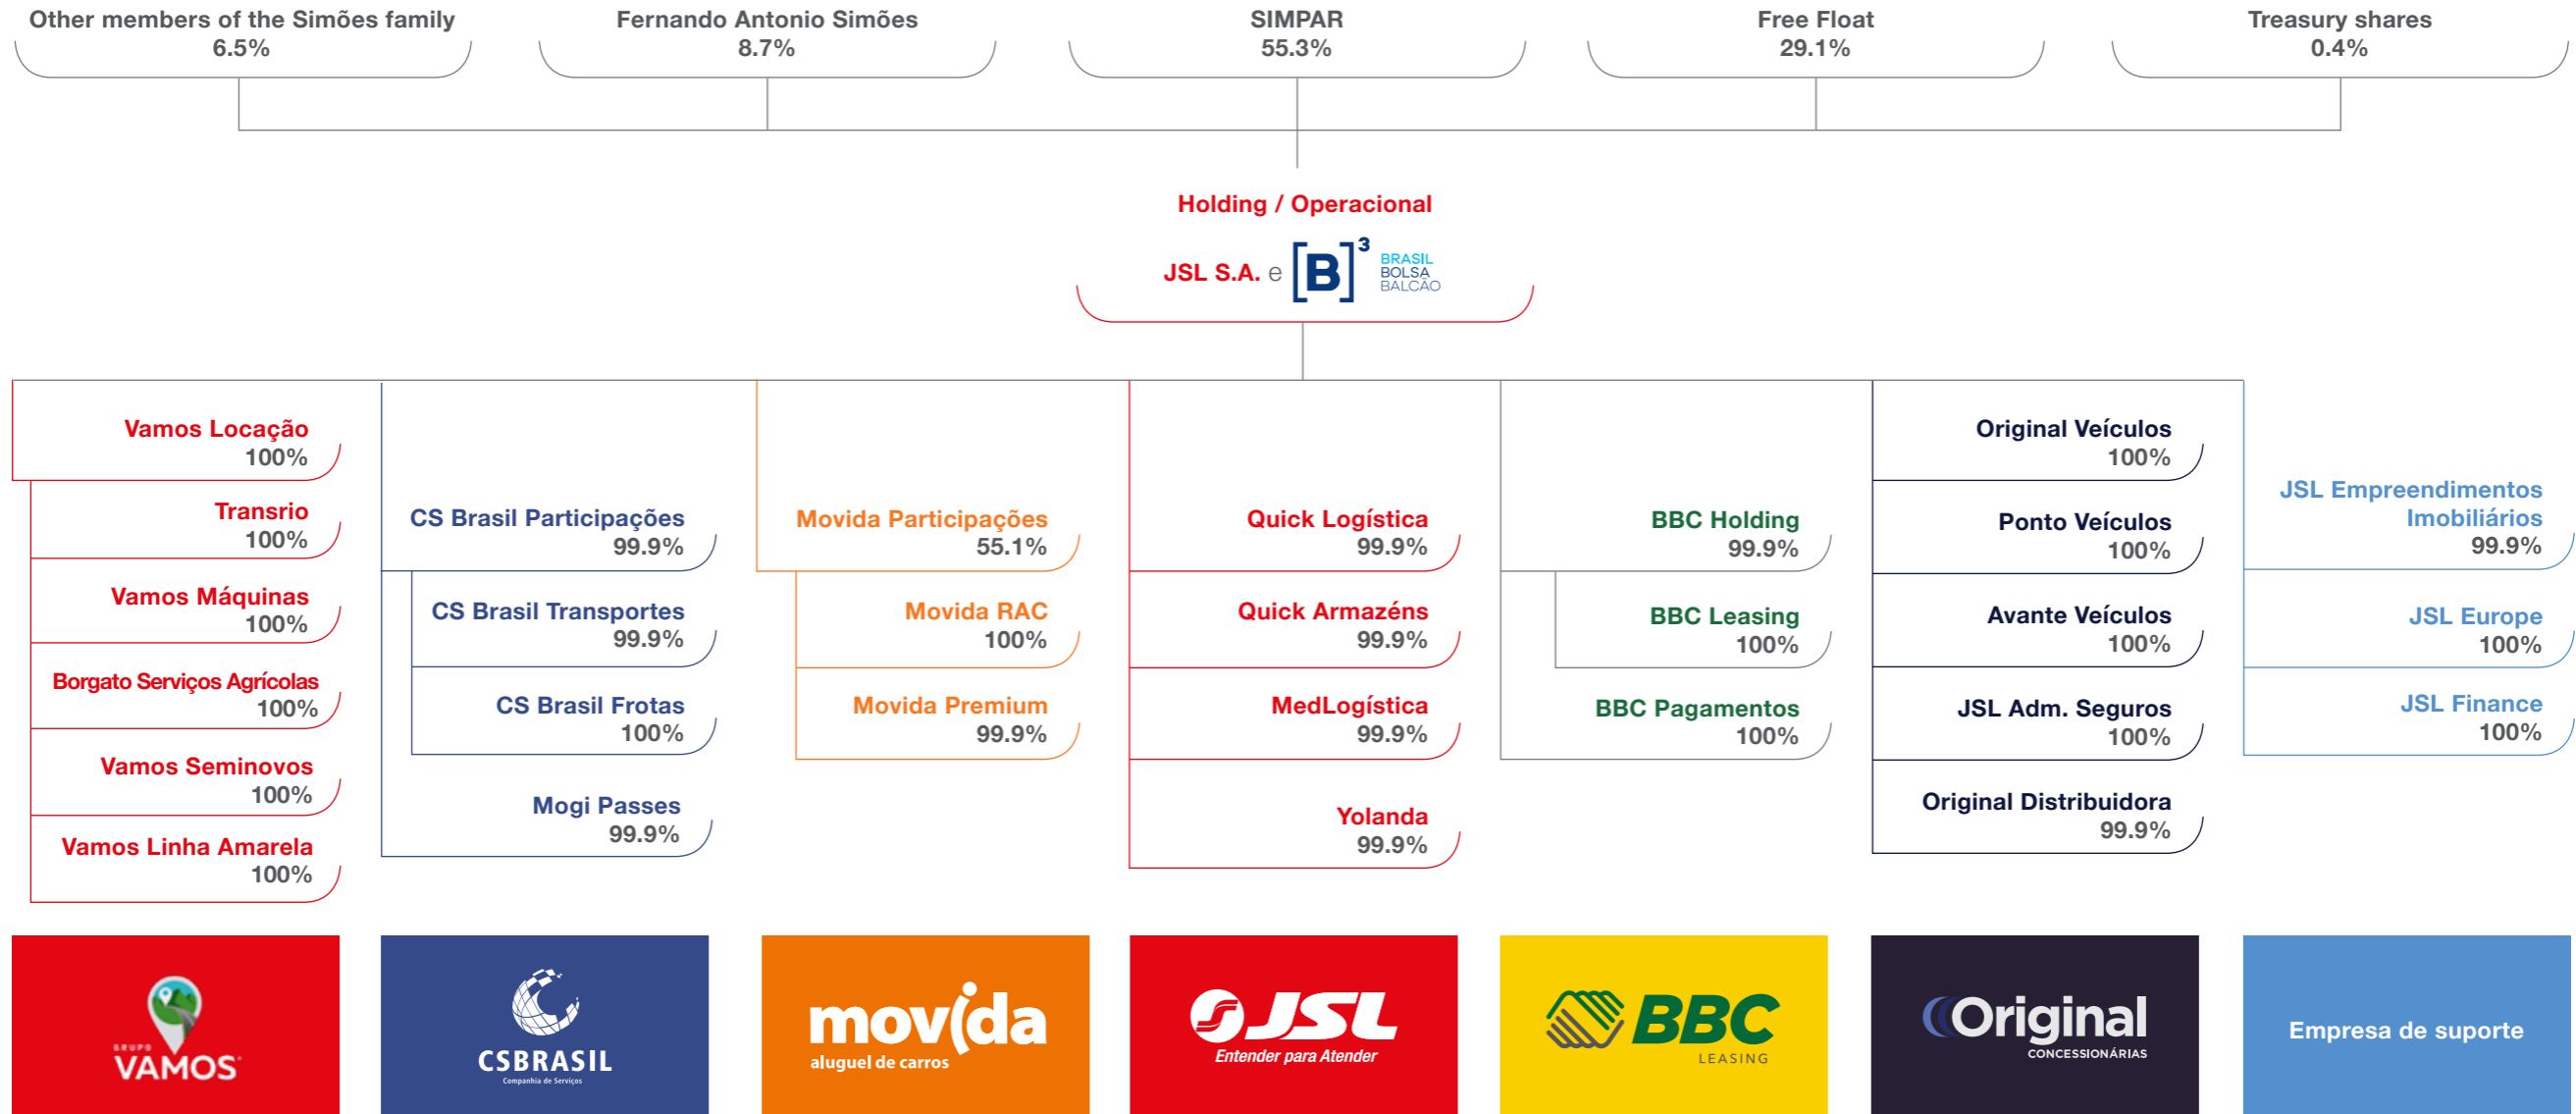 Other members of the Simões family
6.5%
Fernando Antonio Simões
8.7%
SIMPAR
55.3%
Free Float
29.1%
Treasury shares
0.4%
Holding / Operacional
JSL S.A. e [B]³ BRASIL
BOLSA
BALCÃO
Vamos Locação
100%
Transrio
100%
Vamos Máquinas
100%
Borgato Serviços Agrícolas
100%
Vamos Seminovos
100%
Vamos Linha Amarela
100%
CS Brasil Participações
99.9%
CS Brasil Transportes
99.9%
CS Brasil Frotas
100%
Mogi Passes
99.9%
Movida Participações
55.1%
Movida RAC
100%
Movida Premium
99.9%
Quick Logística
99.9%
Quick Armazéns
99.9%
MedLogística
99.9%
Yolanda
99.9%
BBC Holding
99.9%
BBC Leasing
100%
BBC Pagamentos
100%
Original Veículos
100%
Ponto Veículos
100%
Avante Veículos
100%
JSL Adm. Seguros
100%
Original Distribuidora
99.9%
JSL Empreendimentos
Imobiliários
99.9%
JSL Europe
100%
JSL Finance
100%
GRUPO
VAMOS
CSBRASIL
Companhia de Serviços
movida
aluguel de carros
JSL
Entender para Atender
BBC
LEASING
Original
CONCESSIONÁRIAS
Empresa de suporte